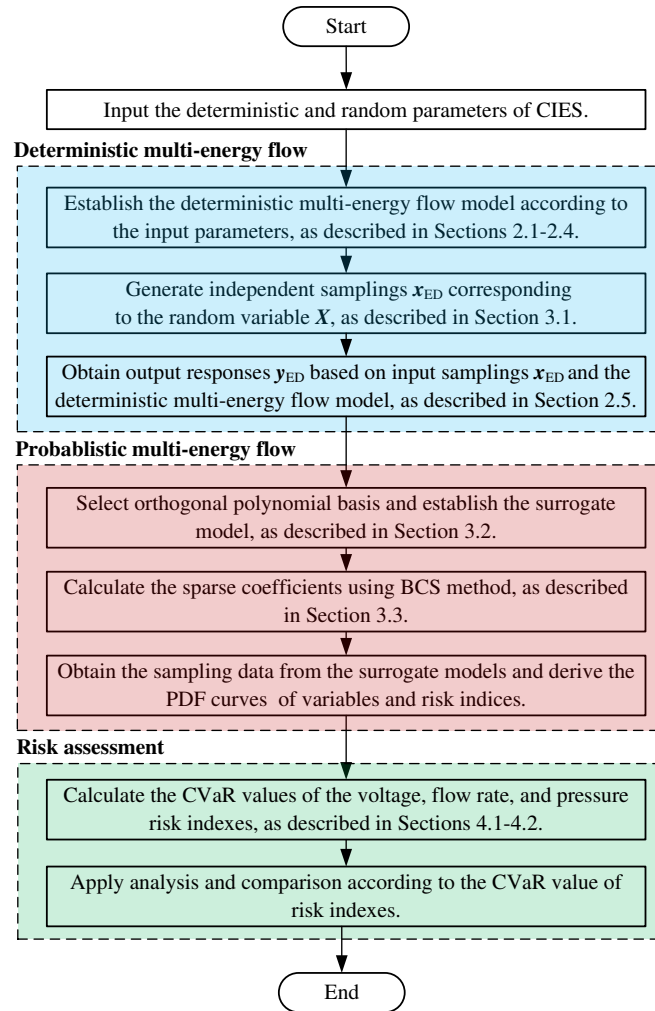 Start
Input the deterministic and random parameters of CIES.
Deterministic multi-energy flow
Establish the deterministic multi-energy flow model according to
the input parameters, as described in Sections 2.1-2.4.
Generate independent samplings xED corresponding
to the random variable X, as described in Section 3.1.
Obtain output responses yED based on input samplings xED and the
deterministic multi-energy flow model, as described in Section 2.5.
Probablistic multi-energy flow
Select orthogonal polynomial basis and establish the surrogate
model, as described in Section 3.2.
Calculate the sparse coefficients using BCS method, as described
in Section 3.3.
Obtain the sampling data from the surrogate models and derive the
PDF curves of variables and risk indices.
Risk assessment
Calculate the CVaR values of the voltage, flow rate, and pressure
risk indexes, as described in Sections 4.1-4.2.
Apply analysis and comparison according to the CVaR value of
risk indexes.
End